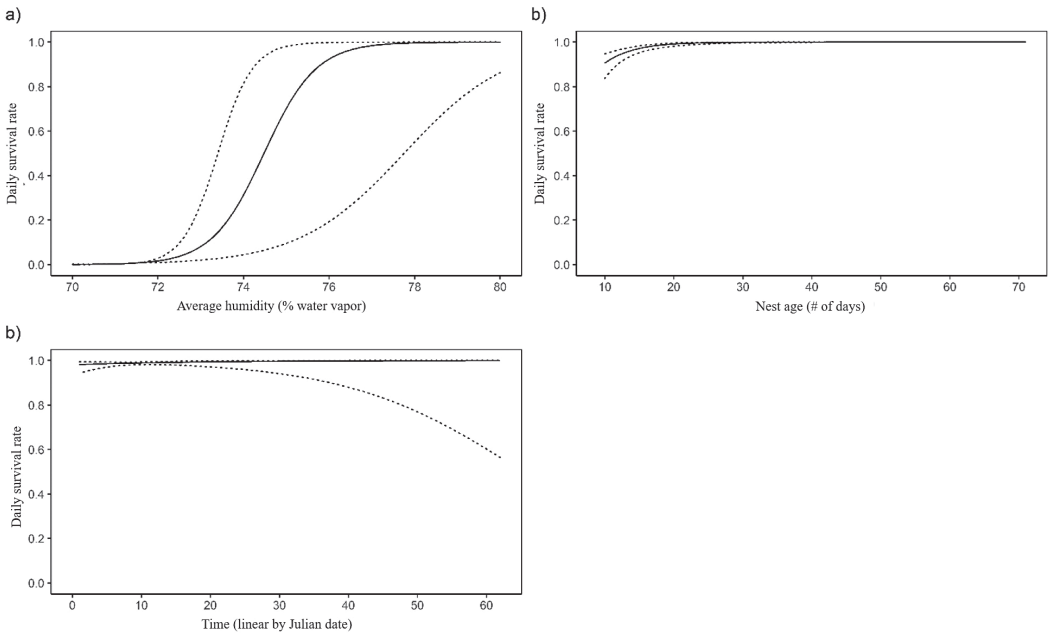 a)
Daily survival rate
1.0
0.8
0.6
0.4
0.2
0.0
70 72 74 76 78 80
Average humidity (% water vapor)
b)
Daily survival rate
1.0
0.8
0.6
0.4
0.2
0.0
10 20 30 40 50 60 70
Nest age (# of days)
b)
Daily survival rate
1.0
0.8
0.6
0.4
0.2
0.0
0 10 20 30 40 50 60
Time (linear by Julian date)